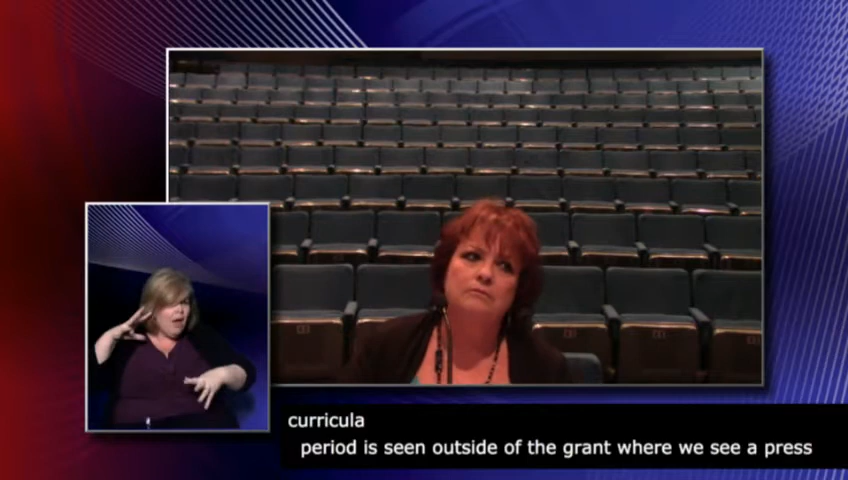 curricula
period is seen outside of the grant where we see a press